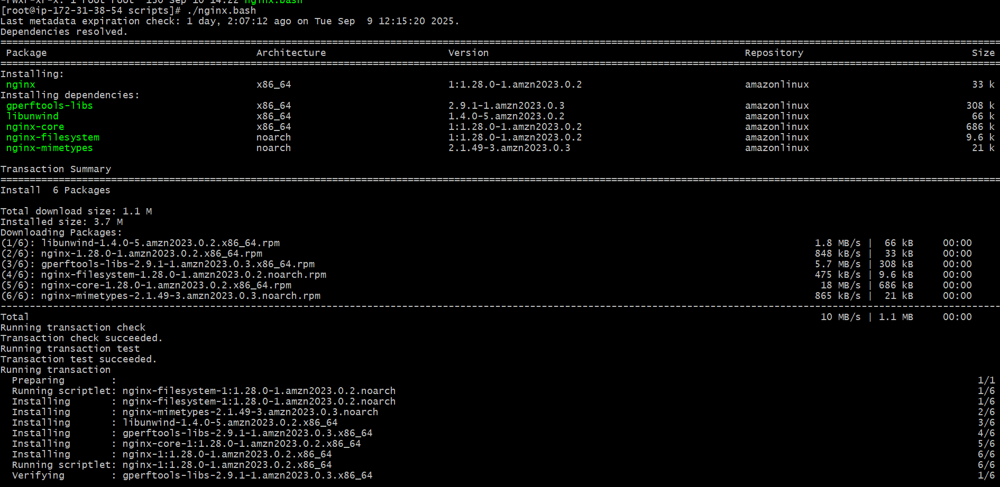 -rwxr-xr-x. 1 root root  130 Sep 10 14:22 nginx.bash
[root@ip-172-31-38-54 scripts]# ./nginx.bash
Last metadata expiration check: 1 day, 2:07:12 ago on Tue Sep  9 12:15:20 2025.
Dependencies resolved.
Package Architecture Version Repository Size
Installing:
nginx x86_64 1:1.28.0-1.amzn2023.0.2 amazonlinux 33 k
Installing dependencies:
gperftools-libs x86_64 2.9.1-1.amzn2023.0.3 amazonlinux 308 k
libunwind x86_64 1.4.0-5.amzn2023.0.2 amazonlinux 66 k
nginx-core x86_64 1:1.28.0-1.amzn2023.0.2 amazonlinux 686 k
nginx-filesystem noarch 1:1.28.0-1.amzn2023.0.2 amazonlinux 9.6 k
nginx-mimetypes noarch 2.1.49-3.amzn2023.0.3 amazonlinux 21 k
Transaction Summary
Install  6 Packages
Total download size: 1.1 M
Installed size: 3.7 M
Downloading Packages:
(1/6): libunwind-1.4.0-5.amzn2023.0.2.x86_64.rpm 1.8 MB/s |  66 kB 00:00
(2/6): nginx-1.28.0-1.amzn2023.0.2.x86_64.rpm 848 kB/s |  33 kB 00:00
(3/6): gperftools-libs-2.9.1-1.amzn2023.0.3.x86_64.rpm 5.7 MB/s | 308 kB 00:00
(4/6): nginx-filesystem-1.28.0-1.amzn2023.0.2.noarch.rpm 475 kB/s | 9.6 kB 00:00
(5/6): nginx-core-1.28.0-1.amzn2023.0.2.x86_64.rpm 18 MB/s | 686 kB 00:00
(6/6): nginx-mimetypes-2.1.49-3.amzn2023.0.3.noarch.rpm 865 kB/s |  21 kB 00:00
Total 10 MB/s | 1.1 MB 00:00
Running transaction check
Transaction check succeeded.
Running transaction test
Transaction test succeeded.
Running transaction
Preparing        : 1/1
Running scriptlet: nginx-filesystem-1:1.28.0-1.amzn2023.0.2.noarch 1/6
Installing       : nginx-filesystem-1:1.28.0-1.amzn2023.0.2.noarch 1/6
Installing       : nginx-mimetypes-2.1.49-3.amzn2023.0.3.noarch 2/6
Installing       : libunwind-1.4.0-5.amzn2023.0.2.x86_64 3/6
Installing       : gperftools-libs-2.9.1-1.amzn2023.0.3.x86_64 4/6
Installing       : nginx-core-1:1.28.0-1.amzn2023.0.2.x86_64 5/6
Installing       : nginx-1:1.28.0-1.amzn2023.0.2.x86_64 6/6
Running scriptlet: nginx-1:1.28.0-1.amzn2023.0.2.x86_64 6/6
Verifying        : gperftools-libs-2.9.1-1.amzn2023.0.3.x86_64 1/6